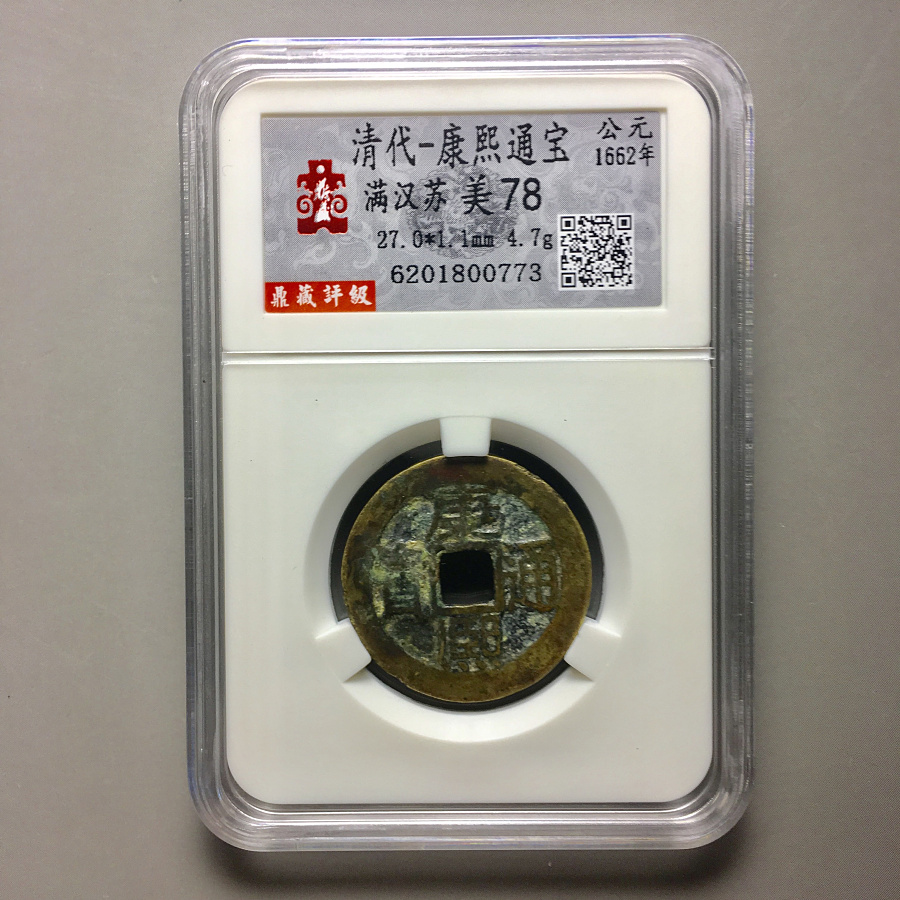 清代-康熙通宝
公元
1662年
满汉苏 美78
27.0*1.1mm 4.7g
6201800773
鼎藏評級
康熙通寶